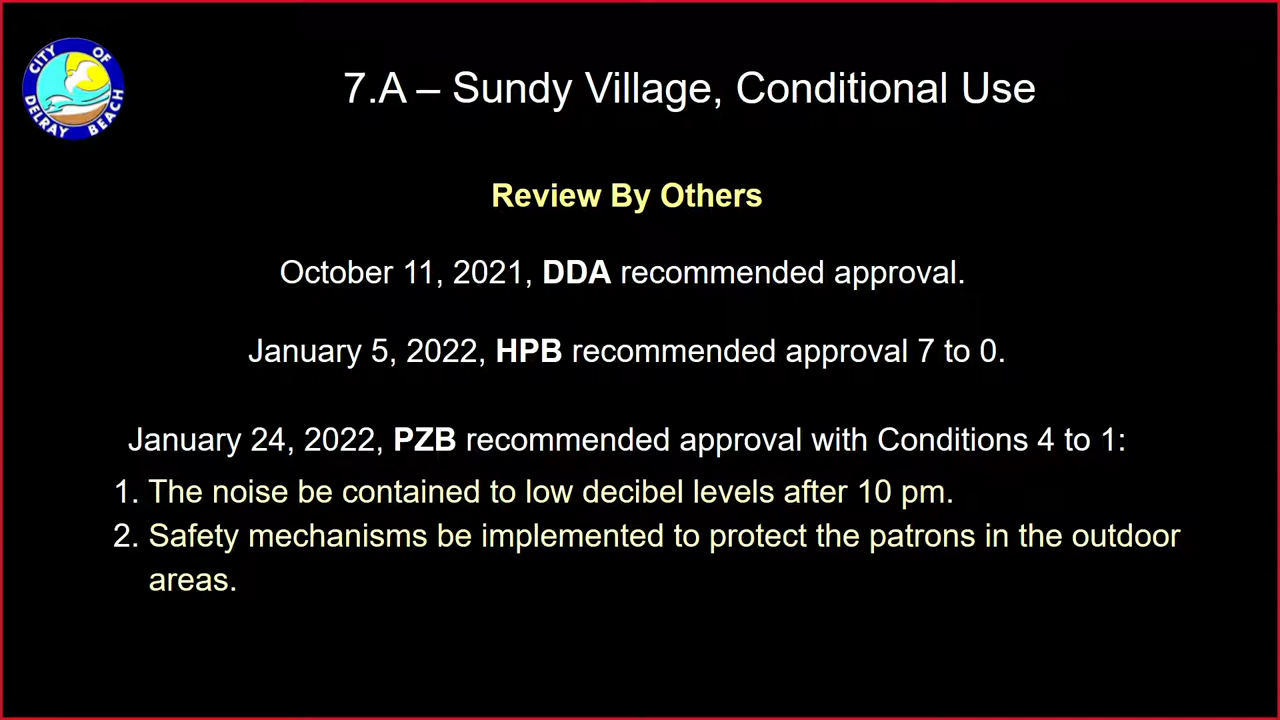 CITY OF
DELRAY BEACH
7.A – Sundy Village, Conditional Use
Review By Others
October 11, 2021, DDA recommended approval.
January 5, 2022, HPB recommended approval 7 to 0.
January 24, 2022, PZB recommended approval with Conditions 4 to 1:
1. The noise be contained to low decibel levels after 10 pm.
2. Safety mechanisms be implemented to protect the patrons in the outdoor
areas.